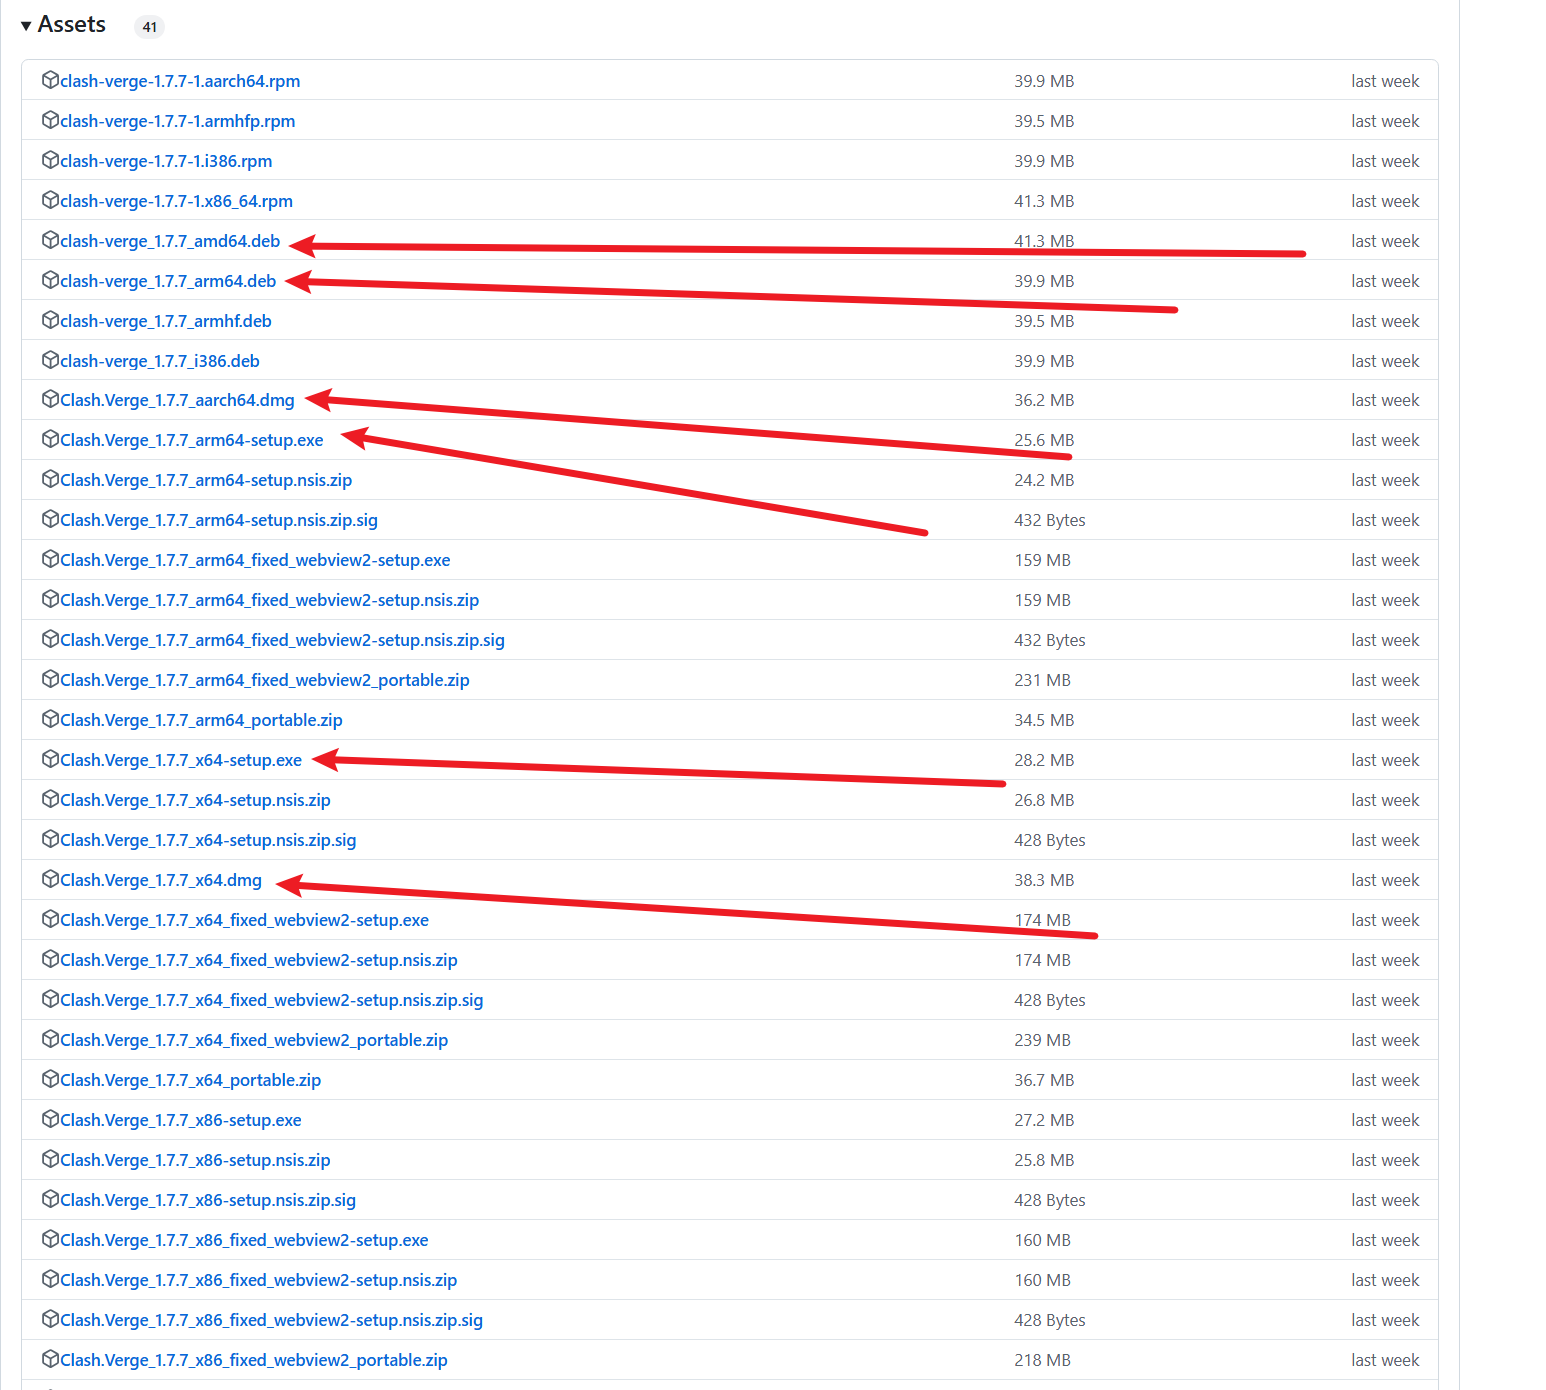 Assets 41
clash-verge-1.7.7-1.aarch64.rpm 39.9 MB last week
clash-verge-1.7.7-1.armhfp.rpm 39.5 MB last week
clash-verge-1.7.7-1.i386.rpm 39.9 MB last week
clash-verge-1.7.7-1.x86_64.rpm 41.3 MB last week
clash-verge_1.7.7_amd64.deb 41.3 MB last week
clash-verge_1.7.7_arm64.deb 39.9 MB last week
clash-verge_1.7.7_armhf.deb 39.5 MB last week
clash-verge_1.7.7_i386.deb 39.9 MB last week
Clash.Verge_1.7.7_aarch64.dmg 36.2 MB last week
Clash.Verge_1.7.7_arm64-setup.exe 25.6 MB last week
Clash.Verge_1.7.7_arm64-setup.nsis.zip 24.2 MB last week
Clash.Verge_1.7.7_arm64-setup.nsis.zip.sig 432 Bytes last week
Clash.Verge_1.7.7_arm64_fixed_webview2-setup.exe 159 MB last week
Clash.Verge_1.7.7_arm64_fixed_webview2-setup.nsis.zip 159 MB last week
Clash.Verge_1.7.7_arm64_fixed_webview2-setup.nsis.zip.sig 432 Bytes last week
Clash.Verge_1.7.7_arm64_fixed_webview2_portable.zip 231 MB last week
Clash.Verge_1.7.7_arm64_portable.zip 34.5 MB last week
Clash.Verge_1.7.7_x64-setup.exe 28.2 MB last week
Clash.Verge_1.7.7_x64-setup.nsis.zip 26.8 MB last week
Clash.Verge_1.7.7_x64-setup.nsis.zip.sig 428 Bytes last week
Clash.Verge_1.7.7_x64.dmg 38.3 MB last week
Clash.Verge_1.7.7_x64_fixed_webview2-setup.exe 174 MB last week
Clash.Verge_1.7.7_x64_fixed_webview2-setup.nsis.zip 174 MB last week
Clash.Verge_1.7.7_x64_fixed_webview2-setup.nsis.zip.sig 428 Bytes last week
Clash.Verge_1.7.7_x64_fixed_webview2_portable.zip 239 MB last week
Clash.Verge_1.7.7_x64_portable.zip 36.7 MB last week
Clash.Verge_1.7.7_x86-setup.exe 27.2 MB last week
Clash.Verge_1.7.7_x86-setup.nsis.zip 25.8 MB last week
Clash.Verge_1.7.7_x86-setup.nsis.zip.sig 428 Bytes last week
Clash.Verge_1.7.7_x86_fixed_webview2-setup.exe 160 MB last week
Clash.Verge_1.7.7_x86_fixed_webview2-setup.nsis.zip 160 MB last week
Clash.Verge_1.7.7_x86_fixed_webview2-setup.nsis.zip.sig 428 Bytes last week
Clash.Verge_1.7.7_x86_fixed_webview2_portable.zip 218 MB last week